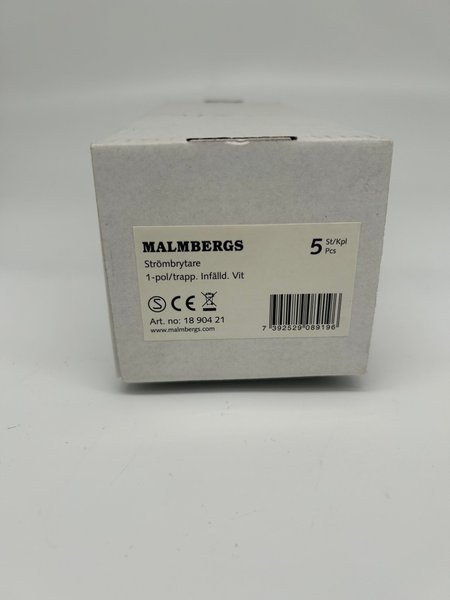 MALMBERGS
5 St/Kpl
Pcs
Strömbrytare
1-pol/trapp. Infälld. Vit
S CE
Art. no: 18 904 21
www.malmbergs.com
7 392529 089196